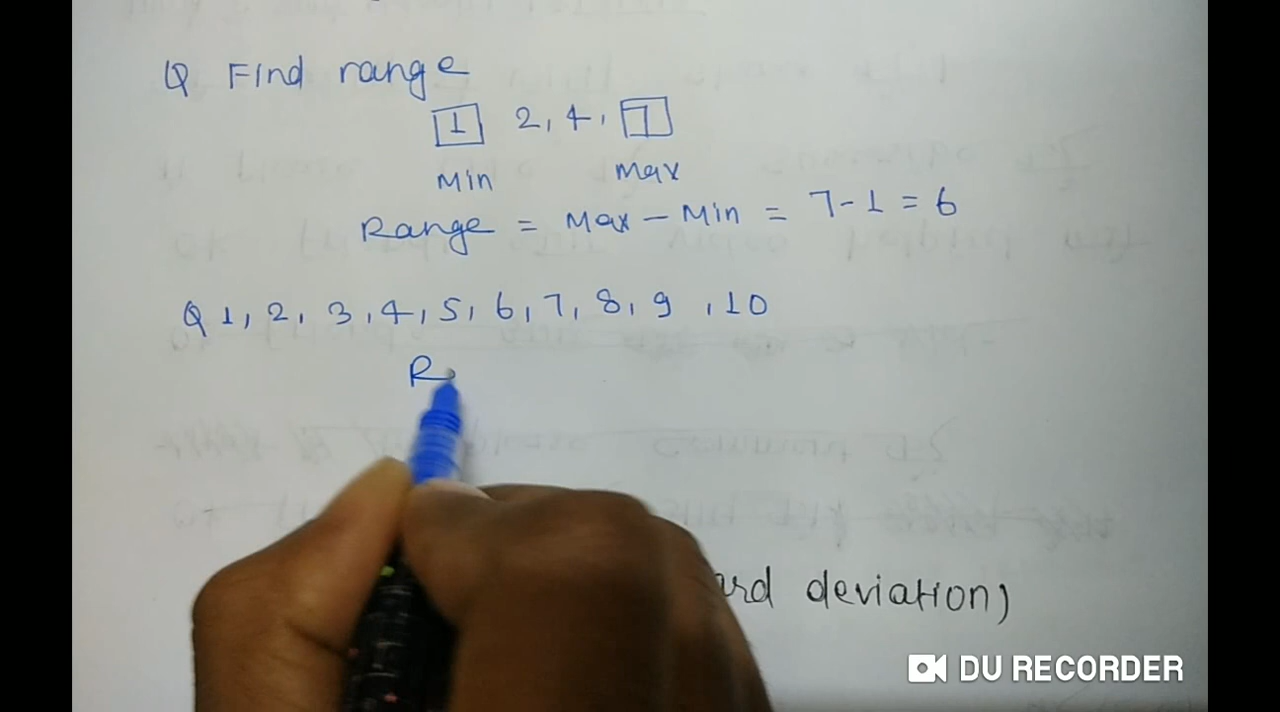 Q Find range
1 2, 4, 7
Min Max
Range = Max - Min = 7-1 = 6
Q 1, 2, 3, 4, 5, 6, 7, 8, 9, 10
R
deviation)
DU RECORDER